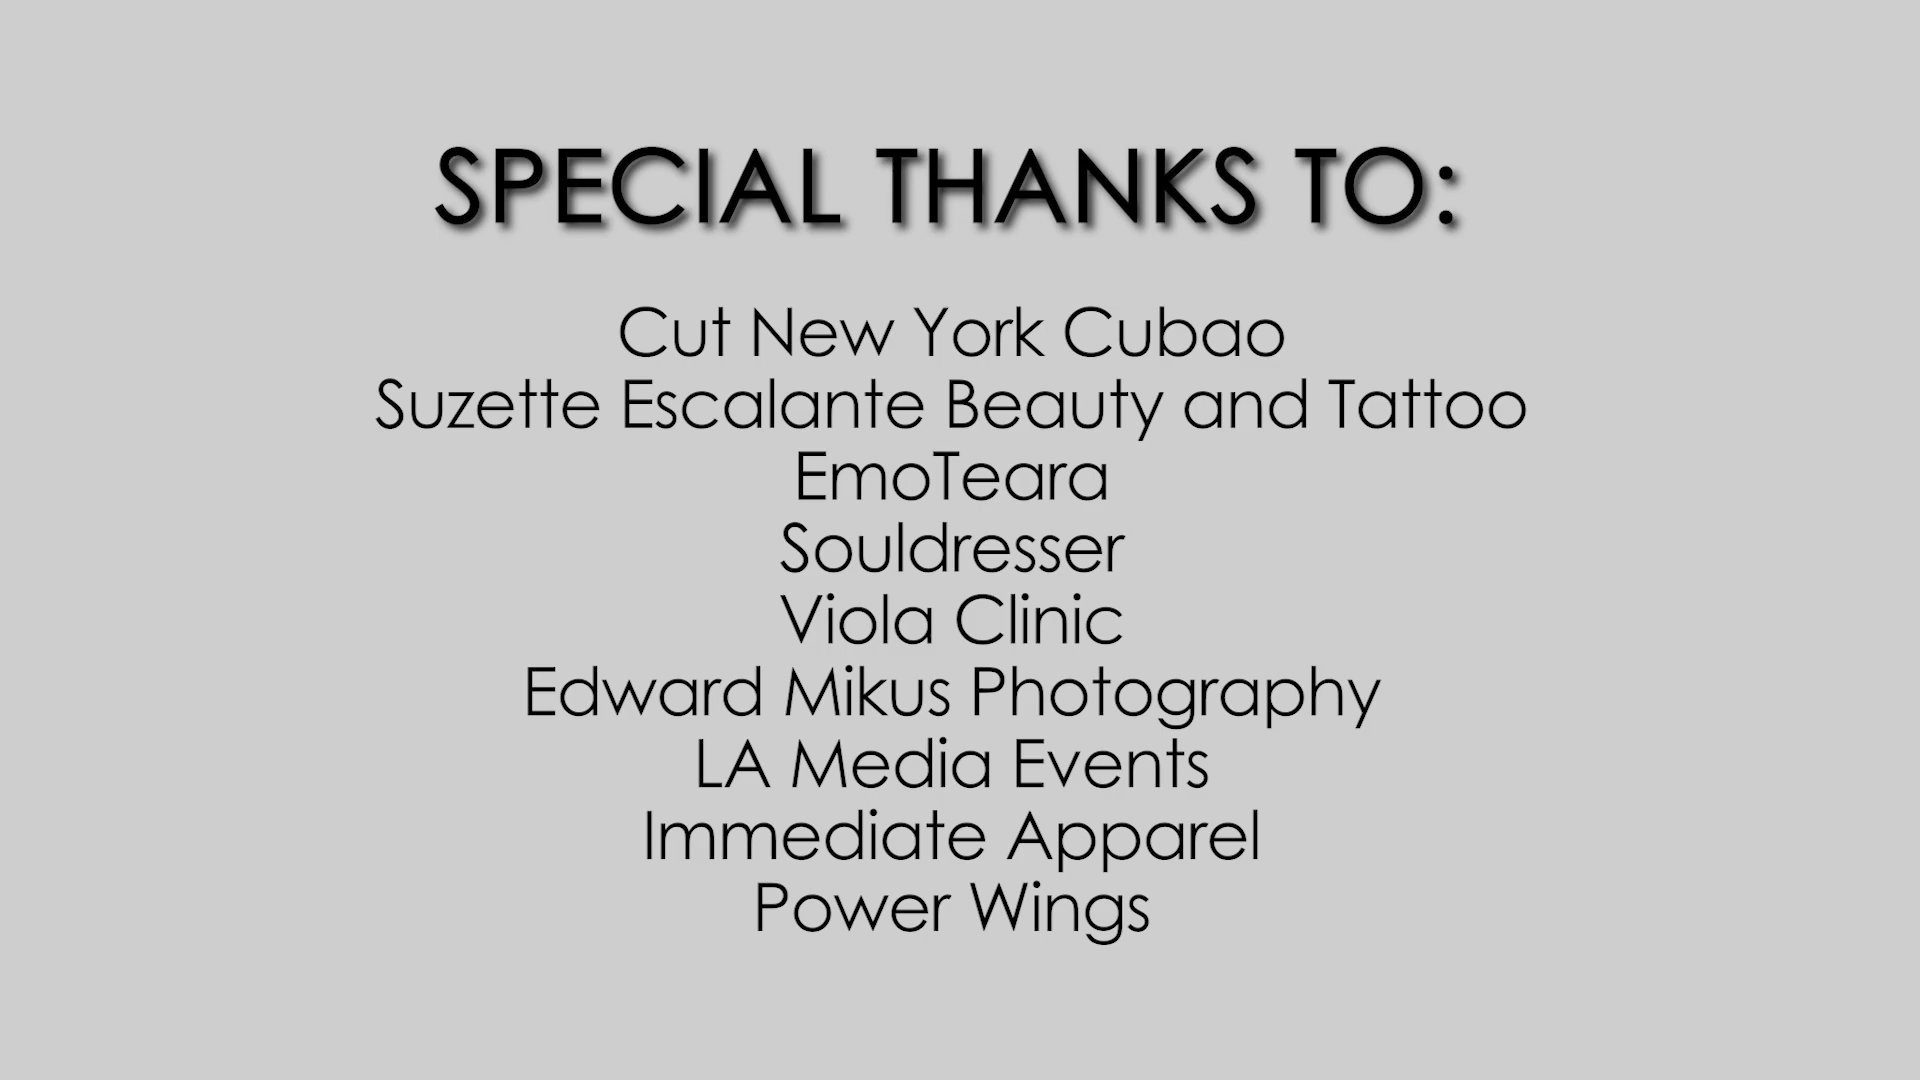 SPECIAL THANKS TO:
Cut New York Cubao
Suzette Escalante Beauty and Tattoo
EmoTeara
Souldresser
Viola Clinic
Edward Mikus Photography
LA Media Events
Immediate Apparel
Power Wings